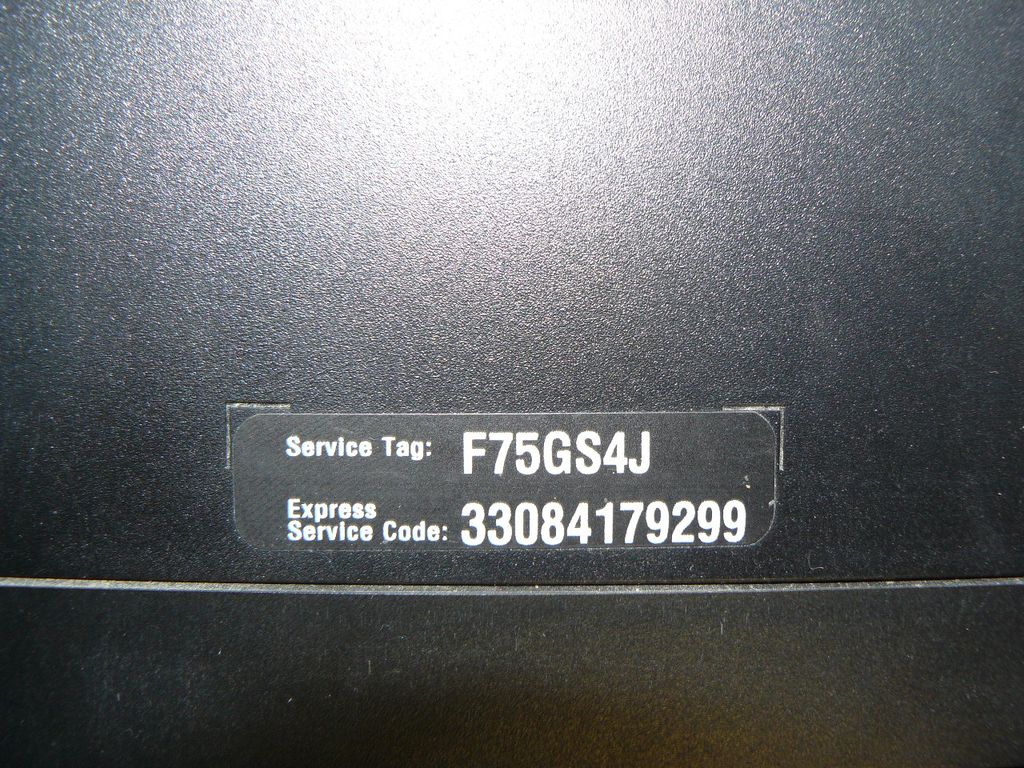 Service Tag: F75GS4J
Express
Service Code: 33084179299